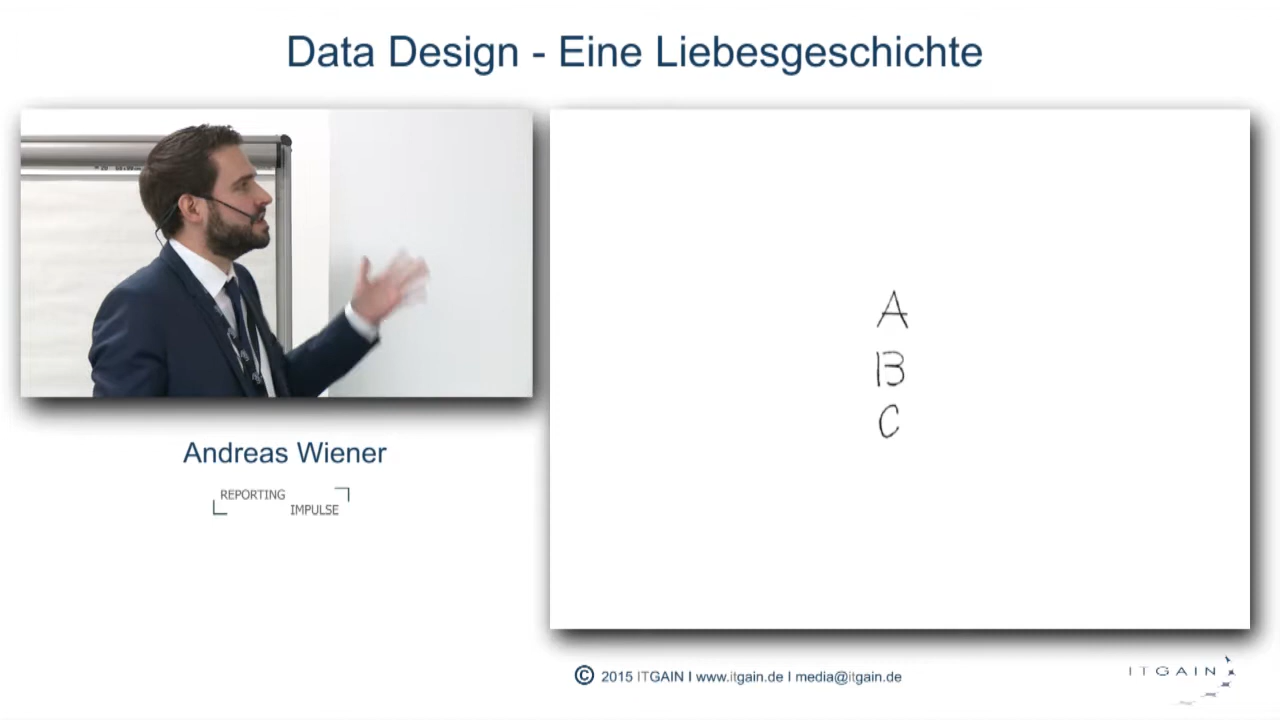 Data Design - Eine Liebesgeschichte
A
B
C
Andreas Wiener
REPORTING
IMPULSE
© 2015 ITGAIN I www.itgain.de I media@itgain.de
ITGAIN